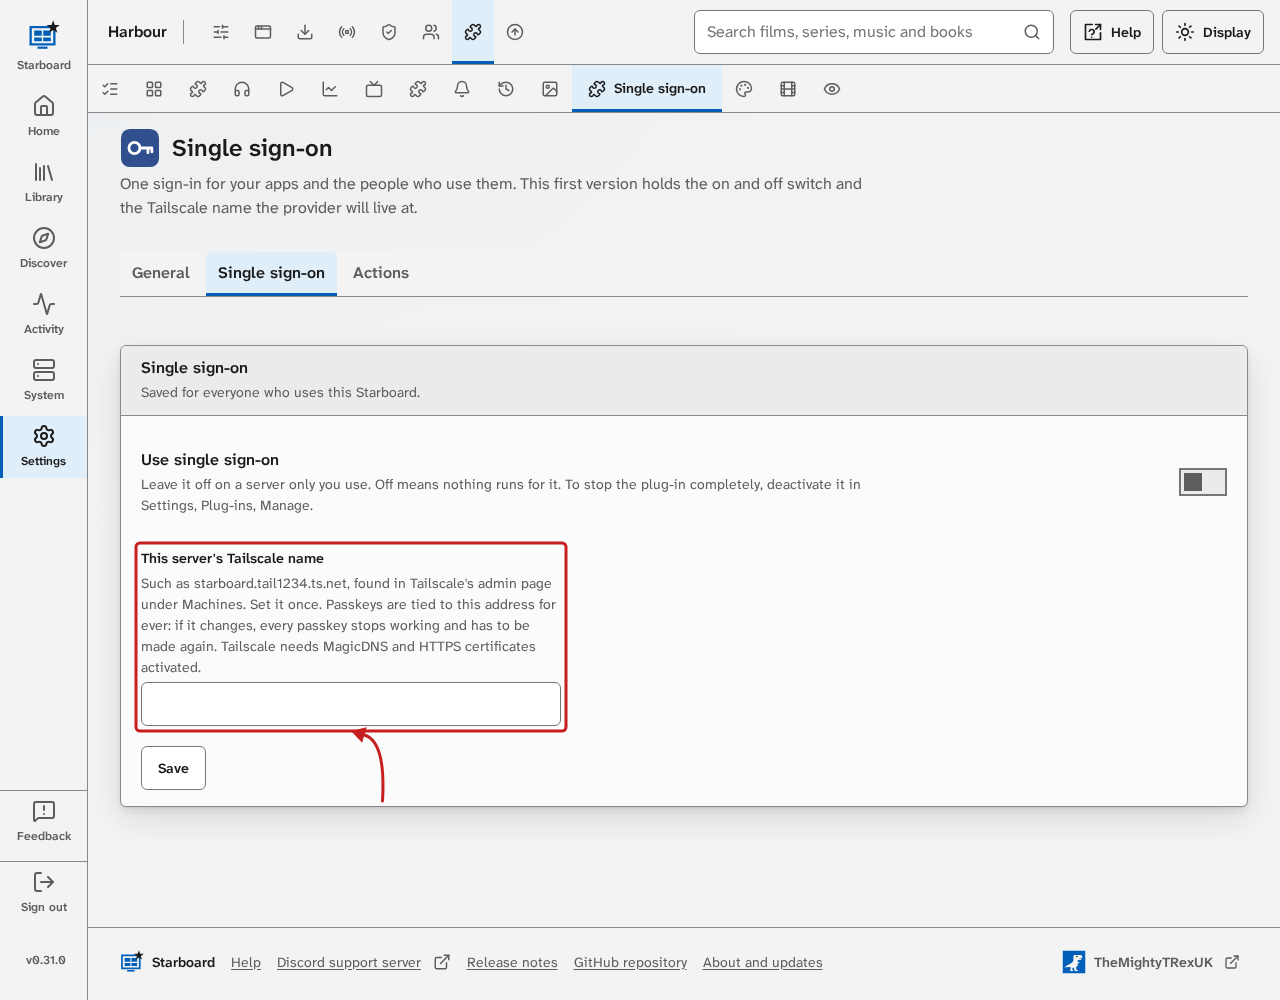 Starboard
Home
Library
Discover
Activity
System
Settings
Feedback
Sign out
v0.31.0
Harbour
Search films, series, music and books
Help
Display
Single sign-on
Single sign-on
One sign-in for your apps and the people who use them. This first version holds the on and off switch and
the Tailscale name the provider will live at.
General
Single sign-on
Actions
Single sign-on
Saved for everyone who uses this Starboard.
Use single sign-on
Leave it off on a server only you use. Off means nothing runs for it. To stop the plug-in completely, deactivate it in
Settings, Plug-ins, Manage.
This server's Tailscale name
Such as starboard.tail1234.ts.net, found in Tailscale's admin page
under Machines. Set it once. Passkeys are tied to this address for
ever: if it changes, every passkey stops working and has to be
made again. Tailscale needs MagicDNS and HTTPS certificates
activated.
Save
Starboard
Help
Discord support server
Release notes
GitHub repository
About and updates
TheMightyTRexUK